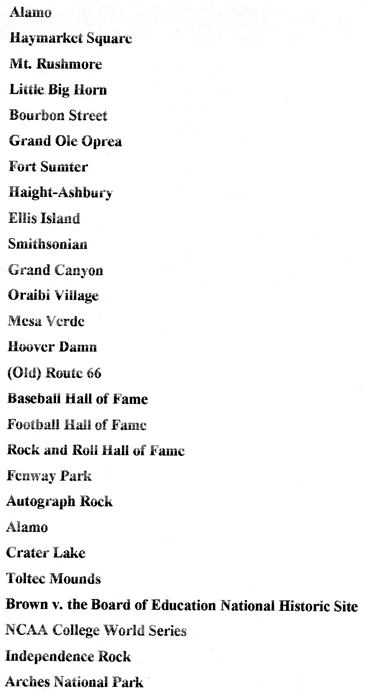 Alamo
Haymarket Square
Mt. Rushmore
Little Big Horn
Bourbon Street
Grand Ole Oprea
Fort Sumter
Haight-Ashbury
Ellis Island
Smithsonian
Grand Canyon
Oraibi Village
Mesa Verde
Hoover Damn
(Old) Route 66
Baseball Hall of Fame
Football Hall of Fame
Rock and Roll Hall of Fame
Fenway Park
Autograph Rock
Alamo
Crater Lake
Toltec Mounds
Brown v. the Board of Education National Historic Site
NCAA College World Series
Independence Rock
Arches National Park